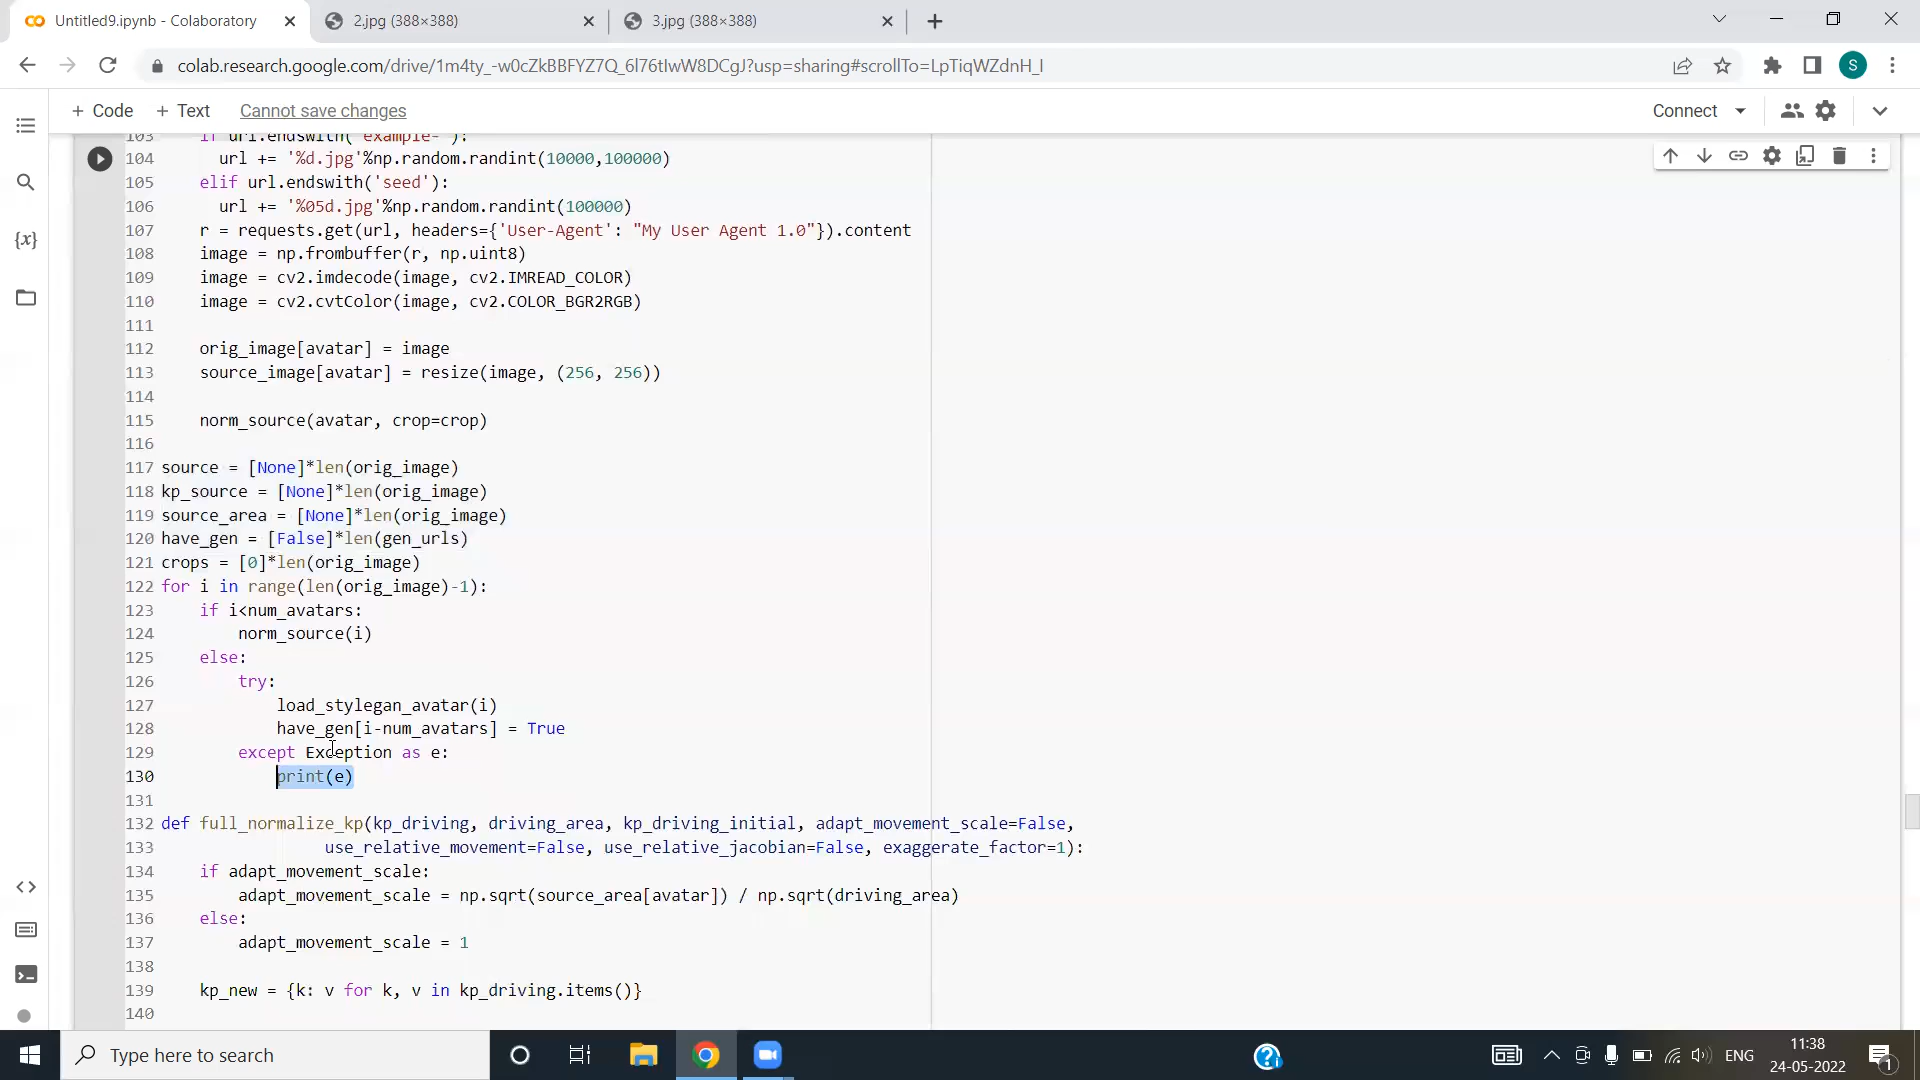 Untitled9.ipynb - Colaboratory
2.jpg (388×388)
3.jpg (388×388)
colab.research.google.com/drive/1m4ty_-w0cZkBBFYZ7Q_6l76tIwW8DCgJ?usp=sharing#scrollTo=LpTiqWZdnH_I
S
+ Code + Text Cannot save changes
Connect
103 if url.endswith('example-'):
104 url += '%d.jpg'%np.random.randint(10000,100000)
105 elif url.endswith('seed'):
106 url += '%05d.jpg'%np.random.randint(100000)
107 r = requests.get(url, headers={'User-Agent': "My User Agent 1.0"}).content
108 image = np.frombuffer(r, np.uint8)
109 image = cv2.imdecode(image, cv2.IMREAD_COLOR)
110 image = cv2.cvtColor(image, cv2.COLOR_BGR2RGB)
111
112 orig_image[avatar] = image
113 source_image[avatar] = resize(image, (256, 256))
114
115 norm_source(avatar, crop=crop)
116
117 source = [None]*len(orig_image)
118 kp_source = [None]*len(orig_image)
119 source_area = [None]*len(orig_image)
120 have_gen = [False]*len(gen_urls)
121 crops = [0]*len(orig_image)
122 for i in range(len(orig_image)-1):
123 if i<num_avatars:
124 norm_source(i)
125 else:
126 try:
127 load_stylegan_avatar(i)
128 have_gen[i-num_avatars] = True
129 except Exception as e:
130 print(e)
131
132 def full_normalize_kp(kp_driving, driving_area, kp_driving_initial, adapt_movement_scale=False,
133 use_relative_movement=False, use_relative_jacobian=False, exaggerate_factor=1):
134 if adapt_movement_scale:
135 adapt_movement_scale = np.sqrt(source_area[avatar]) / np.sqrt(driving_area)
136 else:
137 adapt_movement_scale = 1
138
139 kp_new = {k: v for k, v in kp_driving.items()}
140
{x}
Type here to search
ENG
11:38
24-05-2022
1